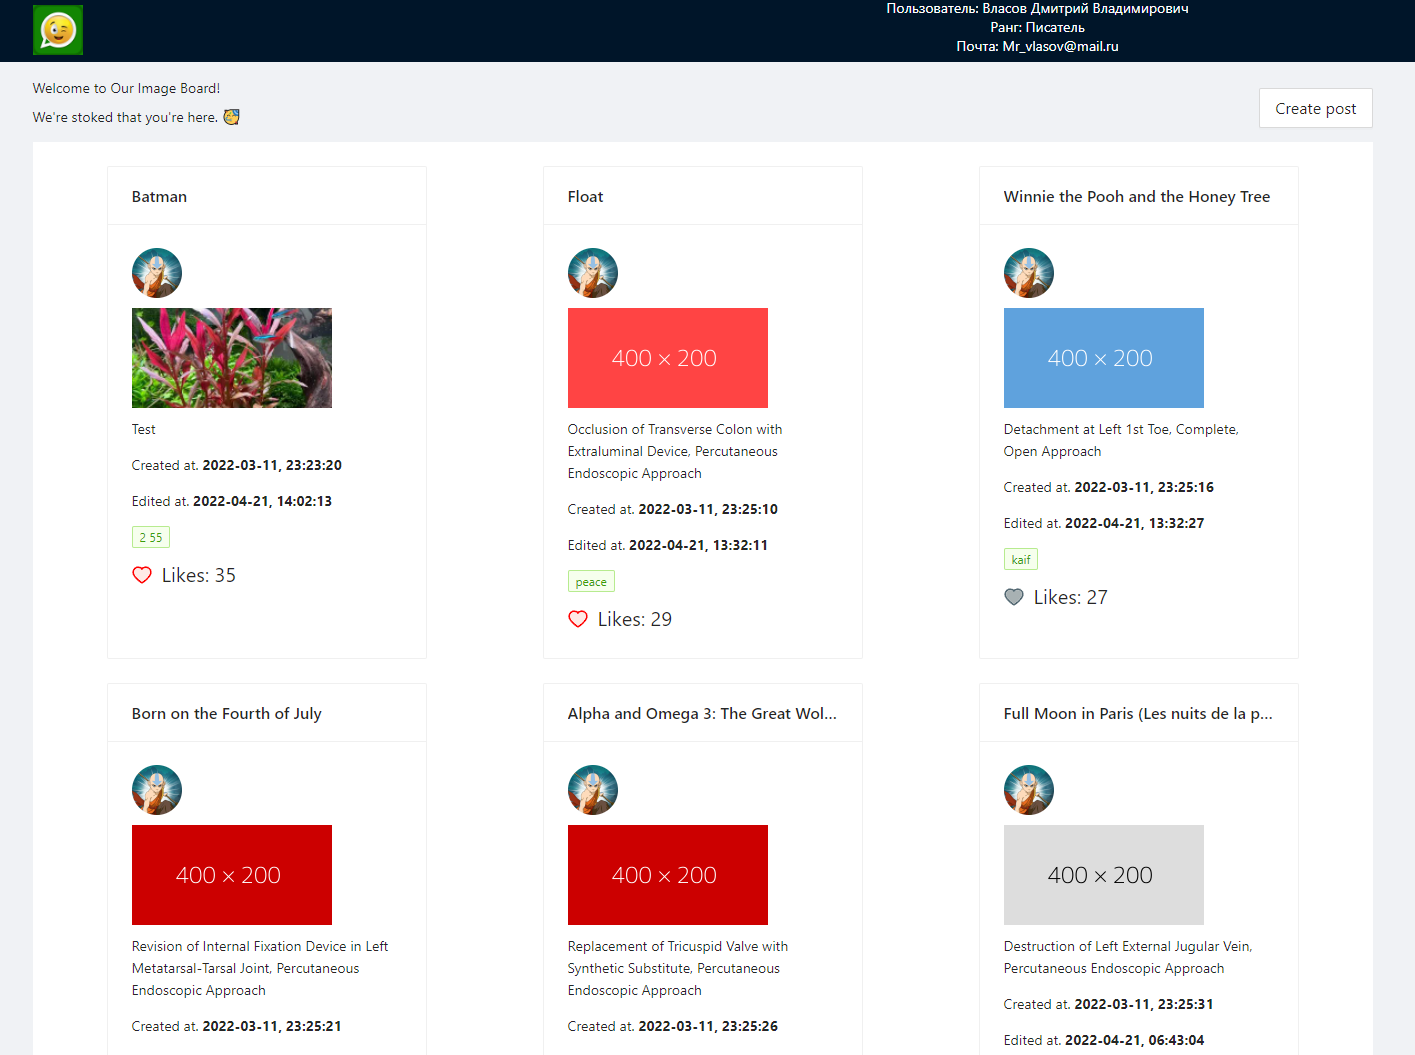 Пользователь: Власов Дмитрий Владимирович
Ранг: Писатель
Почта: Mr_vlasov@mail.ru
Welcome to Our Image Board!
We're stoked that you're here.
Create post
Batman
Test
Created at. 2022-03-11, 23:23:20
Edited at. 2022-04-21, 14:02:13
2 55
Likes: 35
Float
400 × 200
Occlusion of Transverse Colon with
Extraluminal Device, Percutaneous
Endoscopic Approach
Created at. 2022-03-11, 23:25:10
Edited at. 2022-04-21, 13:32:11
peace
Likes: 29
Winnie the Pooh and the Honey Tree
400 × 200
Detachment at Left 1st Toe, Complete,
Open Approach
Created at. 2022-03-11, 23:25:16
Edited at. 2022-04-21, 13:32:27
kaif
Likes: 27
Born on the Fourth of July
400 × 200
Revision of Internal Fixation Device in Left
Metatarsal-Tarsal Joint, Percutaneous
Endoscopic Approach
Created at. 2022-03-11, 23:25:21
Alpha and Omega 3: The Great Wol...
400 × 200
Replacement of Tricuspid Valve with
Synthetic Substitute, Percutaneous
Endoscopic Approach
Created at. 2022-03-11, 23:25:26
Full Moon in Paris (Les nuits de la p...
400 × 200
Destruction of Left External Jugular Vein,
Percutaneous Endoscopic Approach
Created at. 2022-03-11, 23:25:31
Edited at. 2022-04-21, 06:43:04